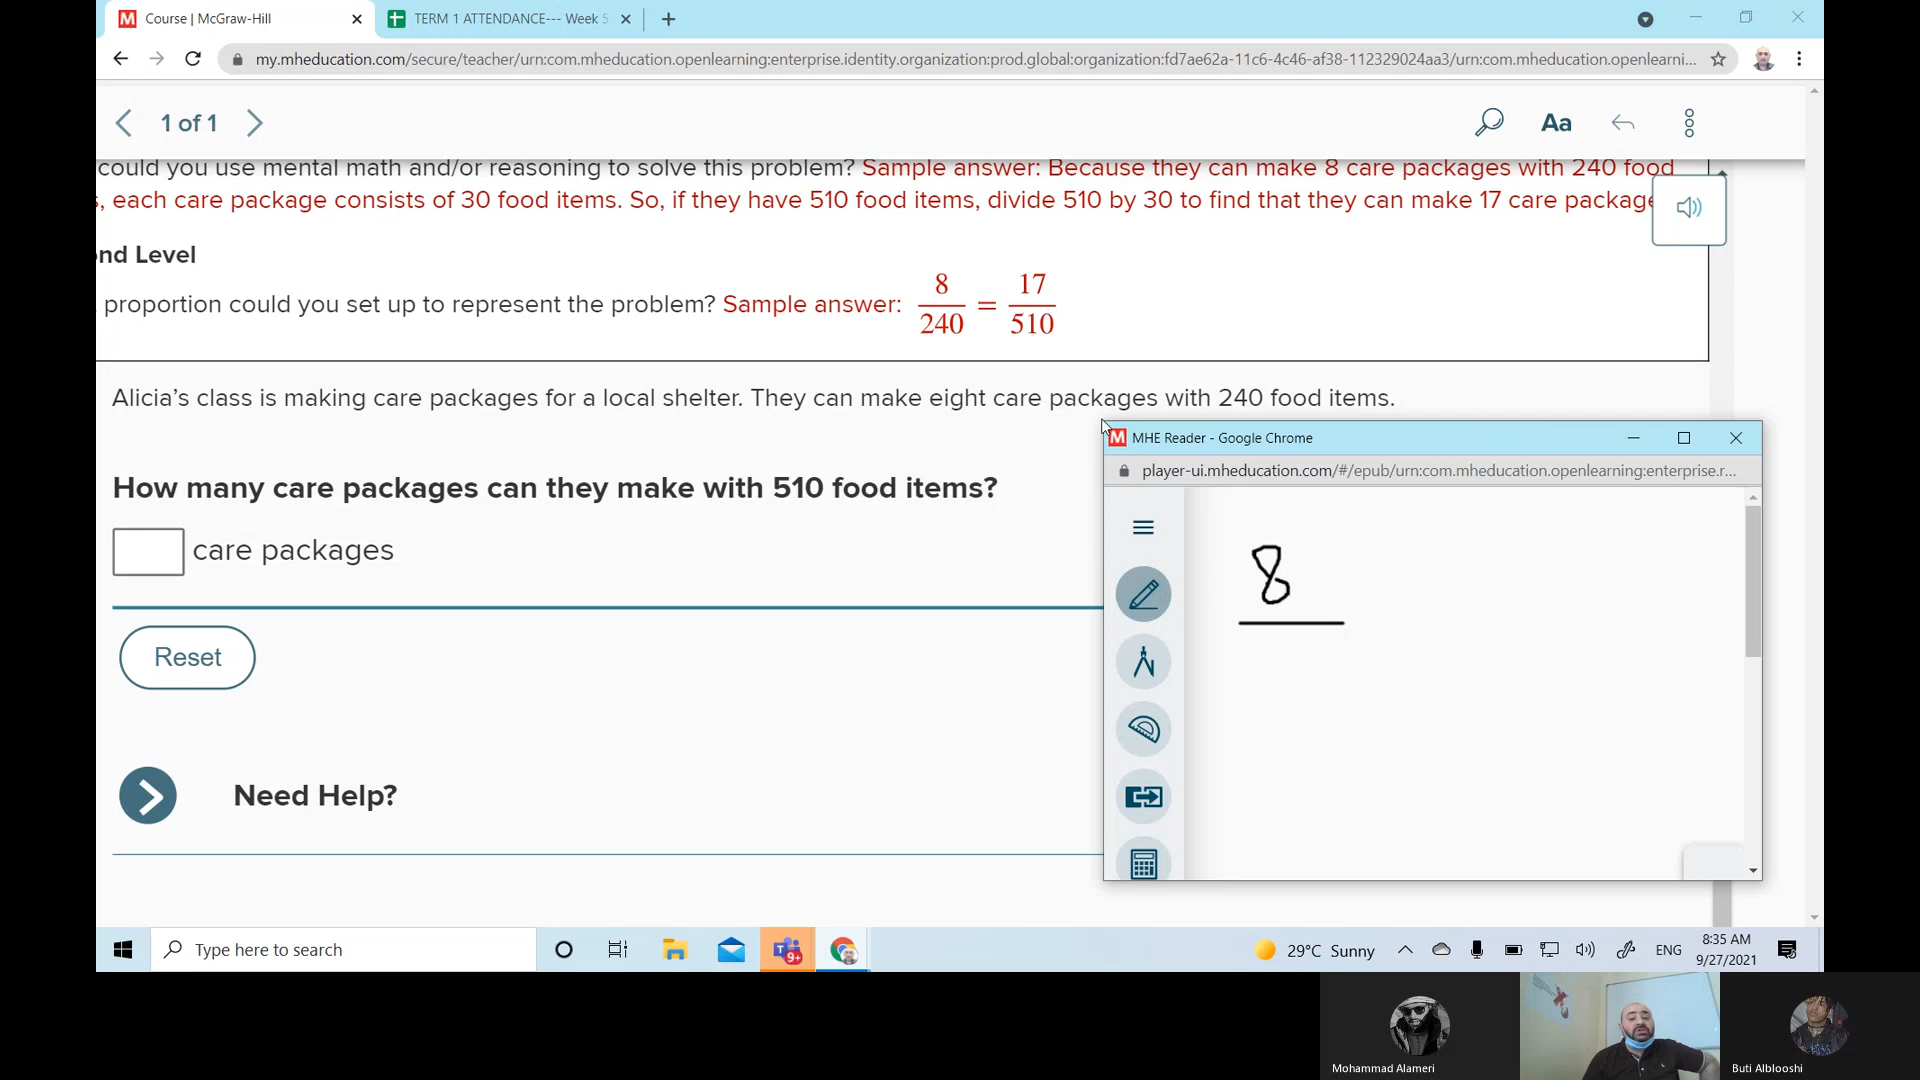 Course | McGraw-Hill
TERM 1 ATTENDANCE--- Week 5
my.mheducation.com/secure/teacher/urn:com.mheducation.openlearning:enterprise.identity.organization:prod.global:organization:fd7ae62a-11c6-4c46-af38-112329024aa3/urn:com.mheducation.openlearni...
1 of 1
Aa
could you use mental math and/or reasoning to solve this problem? Sample answer: Because they can make 8 care packages with 240 food
s, each care package consists of 30 food items. So, if they have 510 food items, divide 510 by 30 to find that they can make 17 care package
ond Level
proportion could you set up to represent the problem? Sample answer: 8/240 = 17/510
Alicia’s class is making care packages for a local shelter. They can make eight care packages with 240 food items.
How many care packages can they make with 510 food items?
care packages
Reset
Need Help?
MHE Reader - Google Chrome
player-ui.mheducation.com/#/epub/urn:com.mheducation.openlearning:enterprise.r...
8
Type here to search
9+
29°C Sunny
ENG
8:35 AM
9/27/2021
Mohammad Alameri
Buti Alblooshi